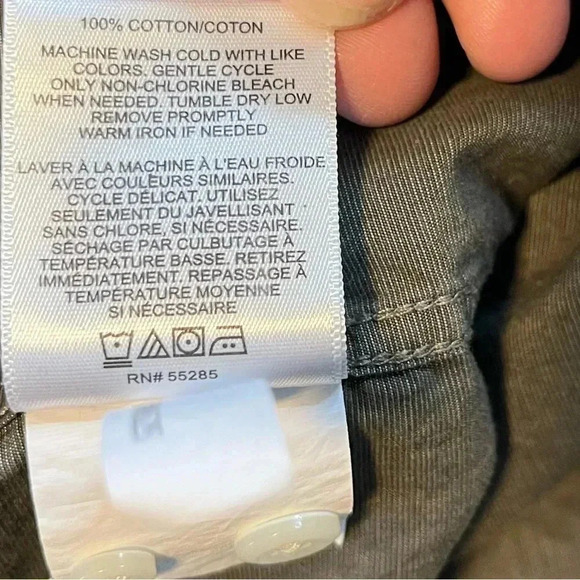 100% COTTON/COTON
MACHINE WASH COLD WITH LIKE
COLORS. GENTLE CYCLE
ONLY NON-CHLORINE BLEACH
WHEN NEEDED. TUMBLE DRY LOW
REMOVE PROMPTLY
WARM IRON IF NEEDED
LAVER À LA MACHINE À L'EAU FROIDE
AVEC COULEURS SIMILAIRES.
CYCLE DÉLICAT. UTILISEZ
SEULEMENT DU JAVELLISANT
SANS CHLORE, SI NÉCESSAIRE.
SÉCHAGE PAR CULBUTAGE À
TEMPÉRATURE BASSE. RETIREZ
IMMÉDIATEMENT. REPASSAGE À
TEMPÉRATURE MOYENNE
SI NÉCESSAIRE
RN# 55285